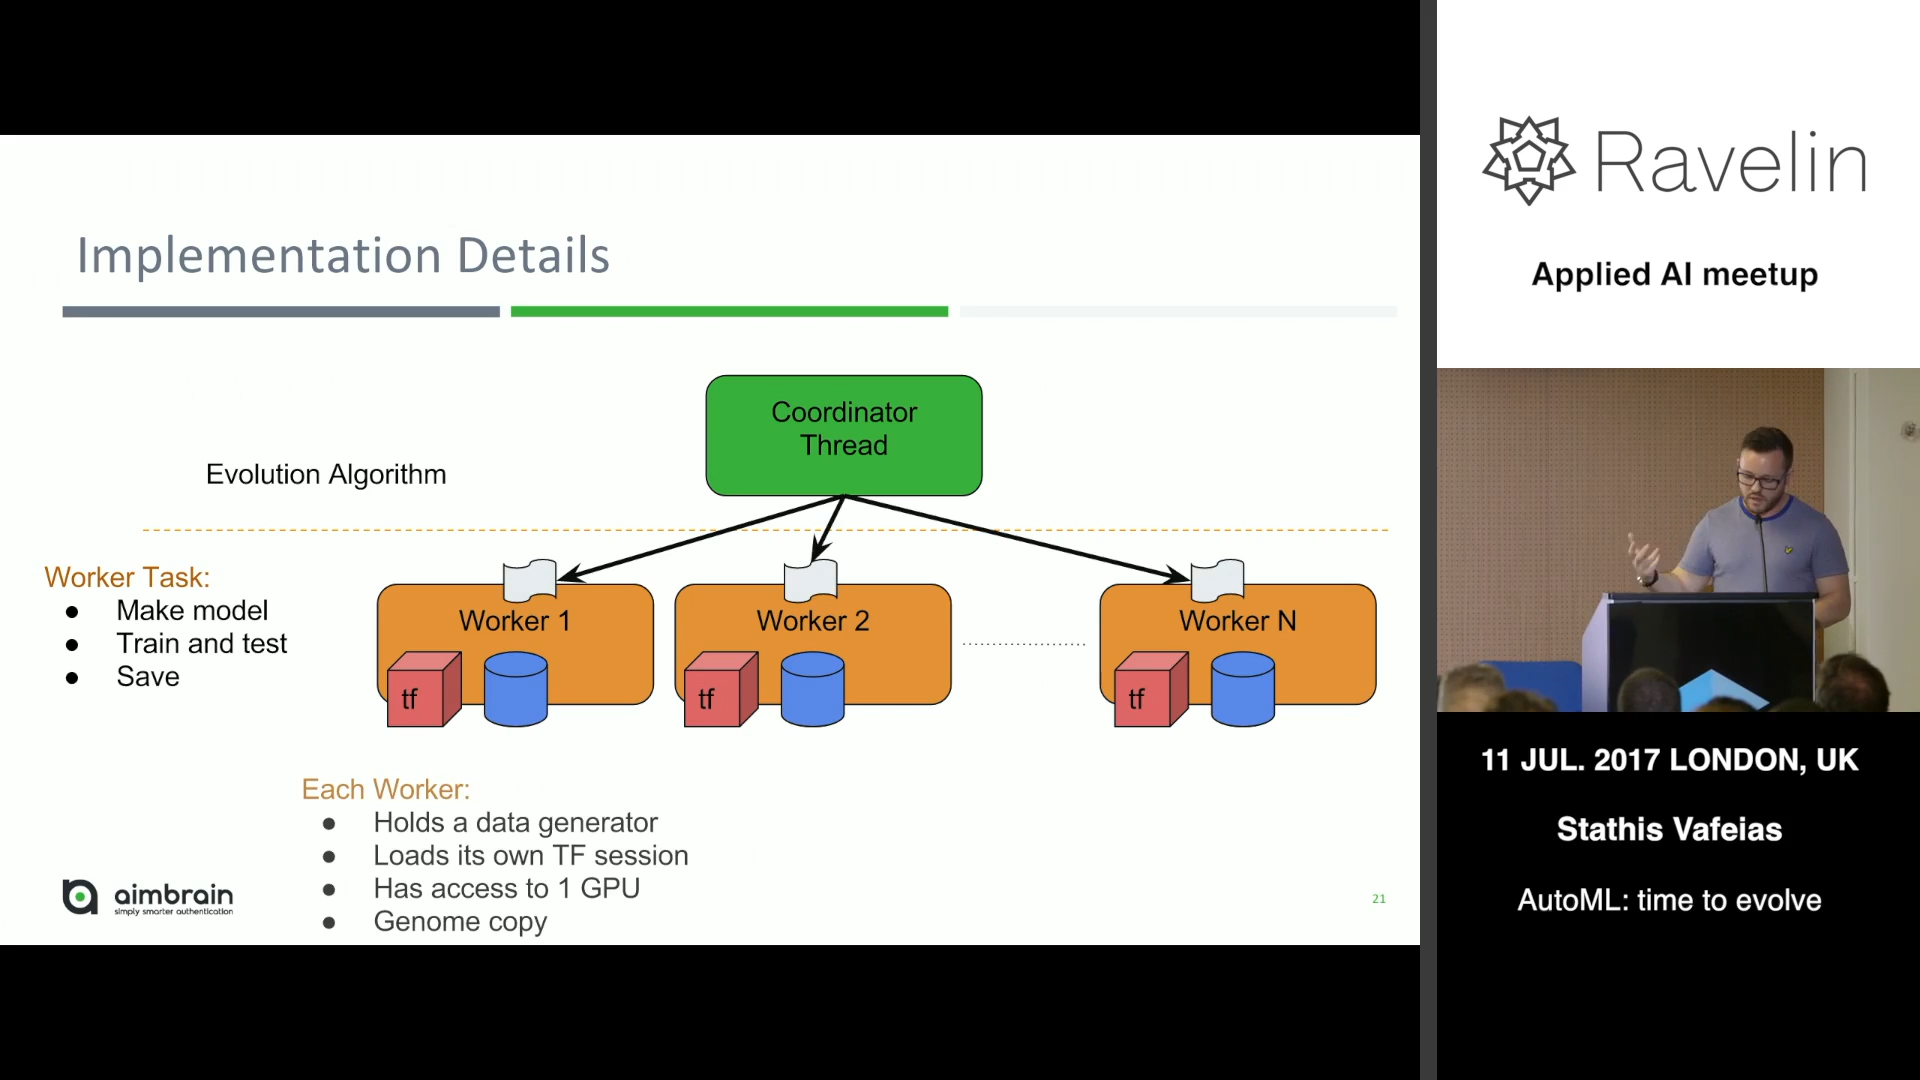 Implementation Details
Coordinator
Thread
Evolution Algorithm
Worker Task:
● Make model
● Train and test
● Save
Worker 1
Worker 2
Worker N
tf
tf
tf
Each Worker:
● Holds a data generator
● Loads its own TF session
● Has access to 1 GPU
● Genome copy
aimbrain
simply smarter authentication
21
Ravelin
Applied AI meetup
11 JUL. 2017 LONDON, UK
Stathis Vafeias
AutoML: time to evolve